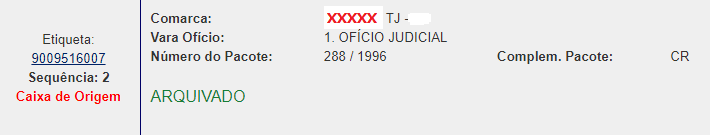 Etiqueta:
9009516007
Sequência: 2
Caixa de Origem
Comarca: XXXXX TJ -
Vara Ofício: 1. OFÍCIO JUDICIAL
Número do Pacote: 288 / 1996 Complem. Pacote: CR
ARQUIVADO